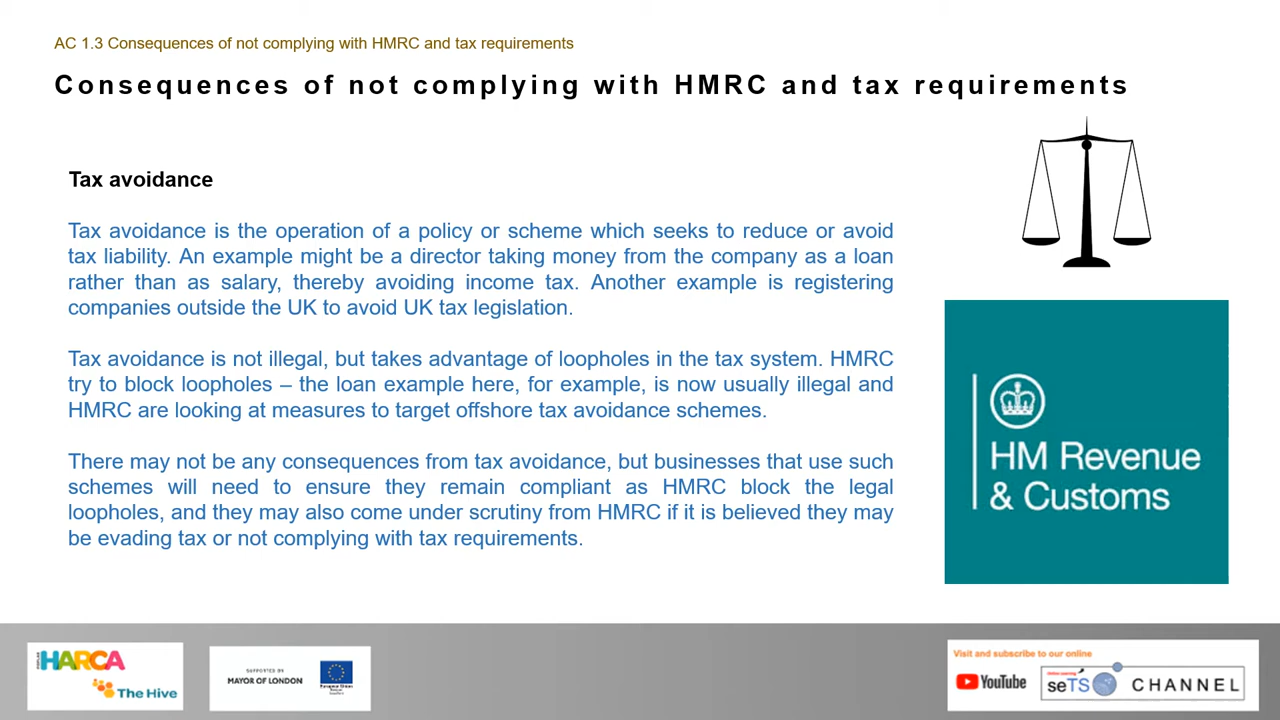 AC 1.3 Consequences of not complying with HMRC and tax requirements
Consequences of not complying with HMRC and tax requirements
Tax avoidance
Tax avoidance is the operation of a policy or scheme which seeks to reduce or avoid
tax liability. An example might be a director taking money from the company as a loan
rather than as salary, thereby avoiding income tax. Another example is registering
companies outside the UK to avoid UK tax legislation.
Tax avoidance is not illegal, but takes advantage of loopholes in the tax system. HMRC
try to block loopholes – the loan example here, for example, is now usually illegal and
HMRC are looking at measures to target offshore tax avoidance schemes.
There may not be any consequences from tax avoidance, but businesses that use such
schemes will need to ensure they remain compliant as HMRC block the legal
loopholes, and they may also come under scrutiny from HMRC if it is believed they may
be evading tax or not complying with tax requirements.
HM Revenue
& Customs
HARCA
The Hive
SUPPORTED BY
MAYOR OF LONDON
Visit and subscribe to our online
YouTube
seTS CHANNEL